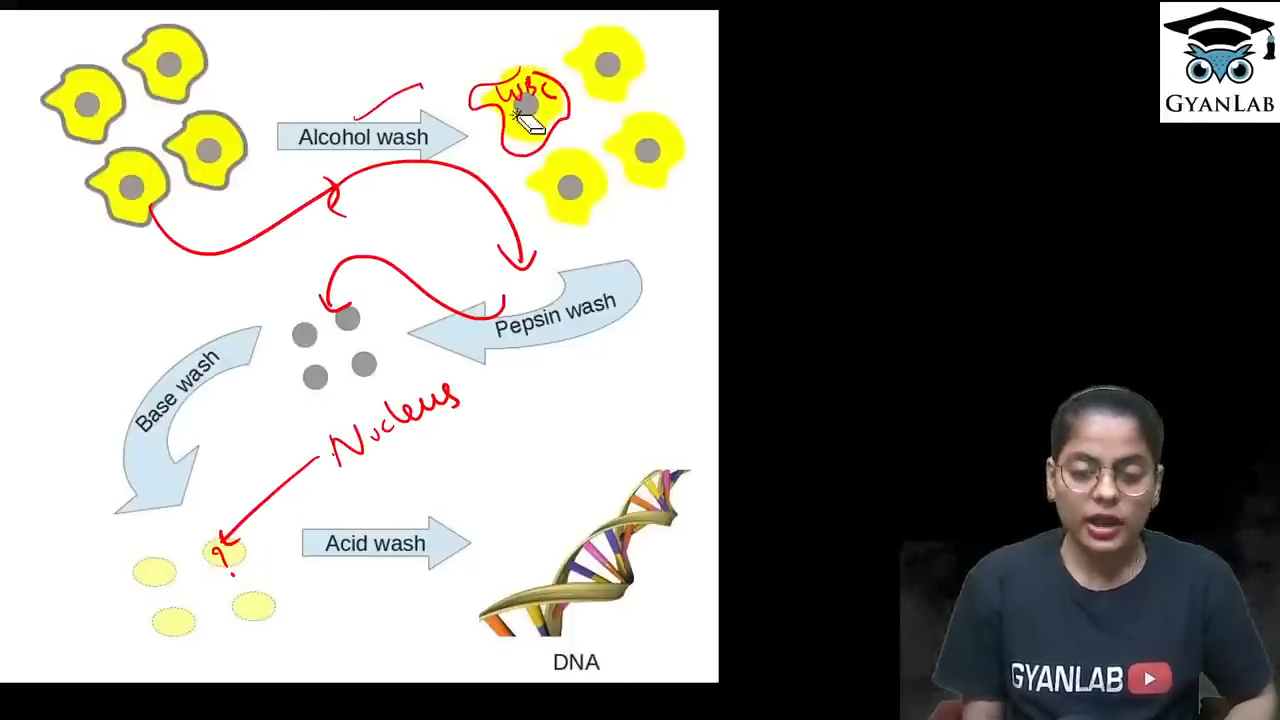 GYANLAB
Alcohol wash
WBC
Pepsin wash
Base wash
Nucleus
?
Acid wash
DNA
GYANLAB